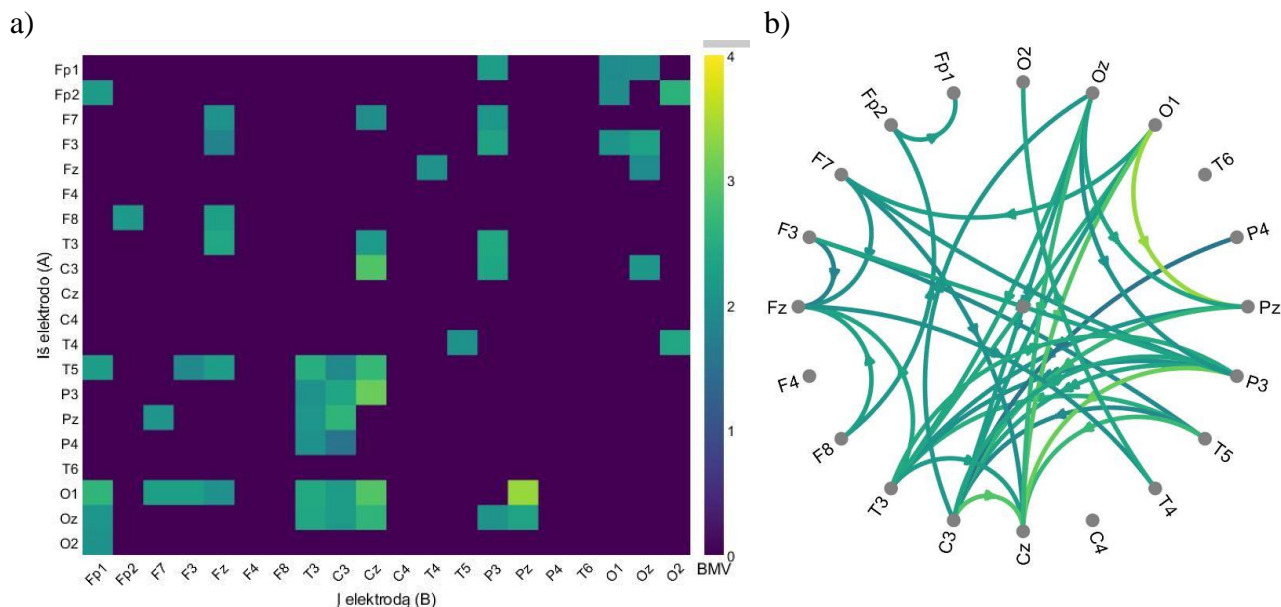 a)
b)
Fp1
Fp2
F7
F3
Fz
F4
F8
T3
C3
Cz
C4
T4
T5
P3
Pz
P4
T6
O1
Oz
O2
Iš elektrodo (A)
Fp1 Fp2 F7 F3 Fz F4 F8 T3 C3 Cz C4 T4 T5 P3 Pz P4 T6 O1 Oz O2
Į elektrodą (B)
4
3
2
1
0
BMV
O2
Oz
O1
T6
P4
Pz
P3
T5
T4
C4
Cz
C3
T3
F8
F4
Fz
F3
F7
Fp2
Fp1